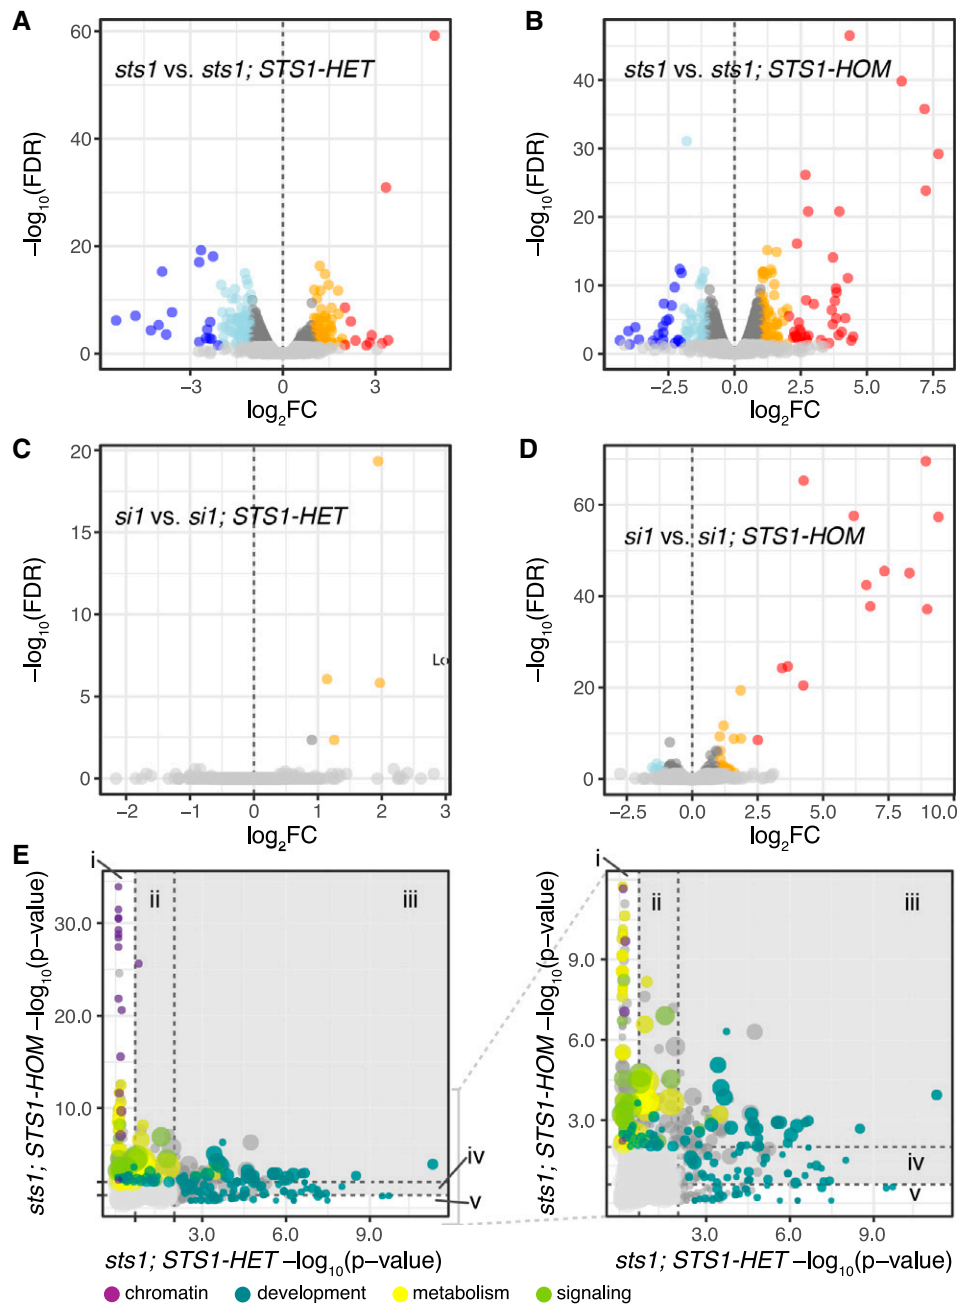 A
sts1 vs. sts1; STS1-HET
−log10(FDR)
60
40
20
0
−3
0
3
log2FC
B
sts1 vs. sts1; STS1-HOM
−log10(FDR)
40
30
20
10
0
−2.5
0.0
2.5
5.0
7.5
log2FC
C
si1 vs. si1; STS1-HET
−log10(FDR)
20
15
10
5
0
Lo
−2
−1
0
1
2
3
log2FC
D
si1 vs. si1; STS1-HOM
−log10(FDR)
60
40
20
0
−2.5
0.0
2.5
5.0
7.5
10.0
log2FC
E
i
ii
iii
iv
v
sts1; STS1-HOM −log10(p−value)
30.0
20.0
10.0
3.0
6.0
9.0
sts1; STS1-HET −log10(p−value)
i
ii
iii
iv
v
sts1; STS1-HOM −log10(p−value)
9.0
6.0
3.0
3.0
6.0
9.0
sts1; STS1-HET −log10(p−value)
chromatin development metabolism signaling